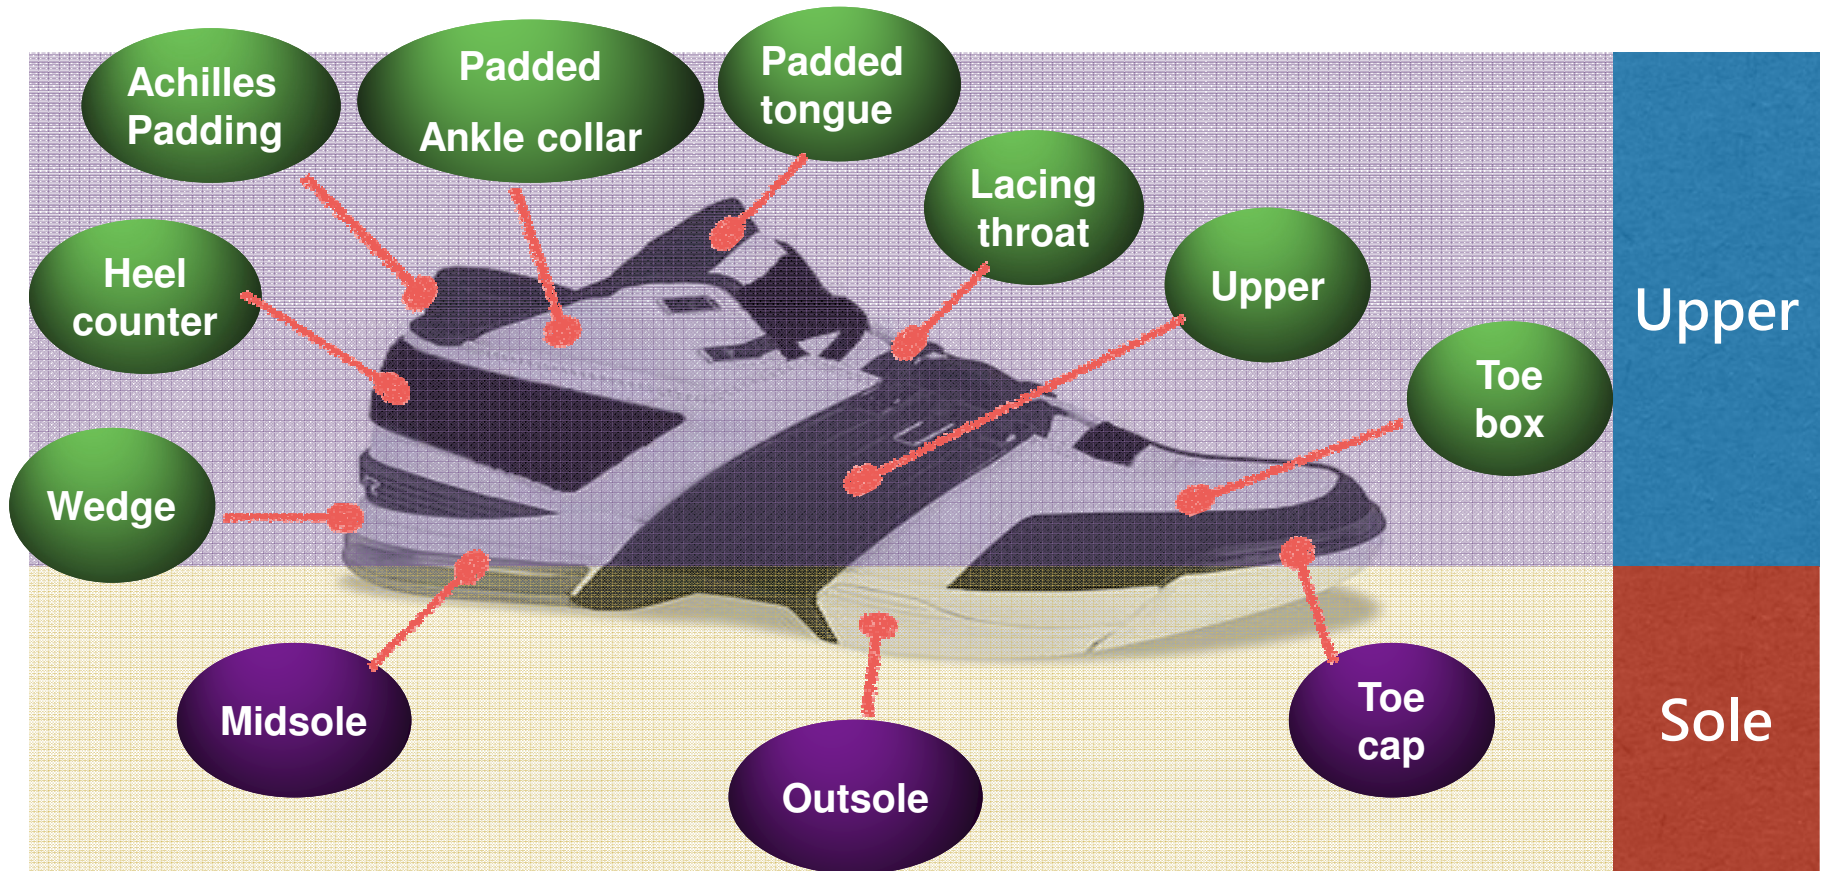 Achilles
Padding
Padded
Ankle collar
Padded
tongue
Lacing
throat
Heel
counter
Upper
Upper
Toe
box
Wedge
Midsole
Outsole
Toe
cap
Sole